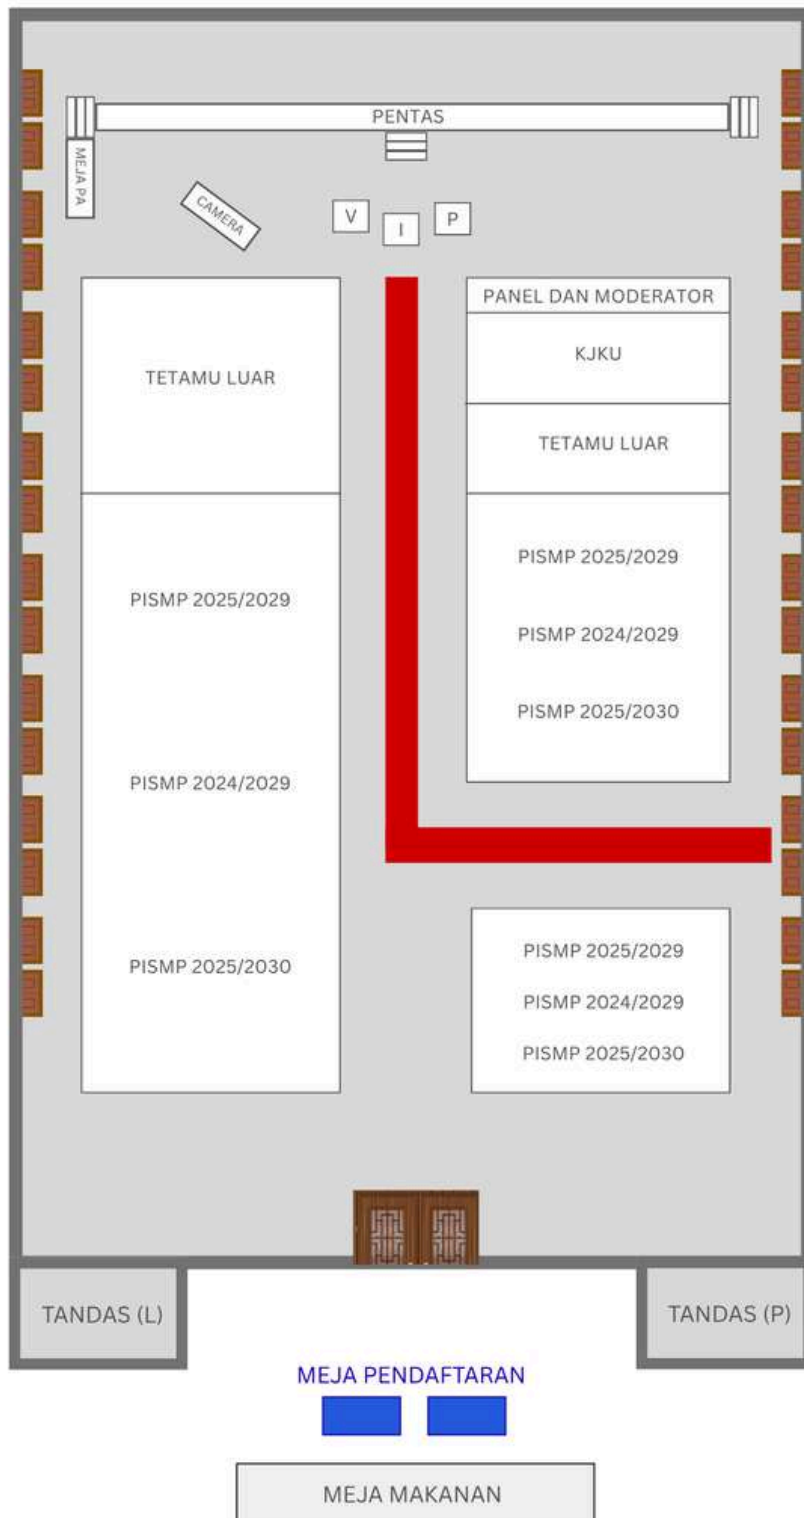 PENTAS
MEJA PA
CAMERA
V
I
P
TETAMU LUAR
PISMP 2025/2029
PISMP 2024/2029
PISMP 2025/2030
PANEL DAN MODERATOR
KJKU
TETAMU LUAR
PISMP 2025/2029
PISMP 2024/2029
PISMP 2025/2030
PISMP 2025/2029
PISMP 2024/2029
PISMP 2025/2030
TANDAS (L)
TANDAS (P)
MEJA PENDAFTARAN
MEJA MAKANAN